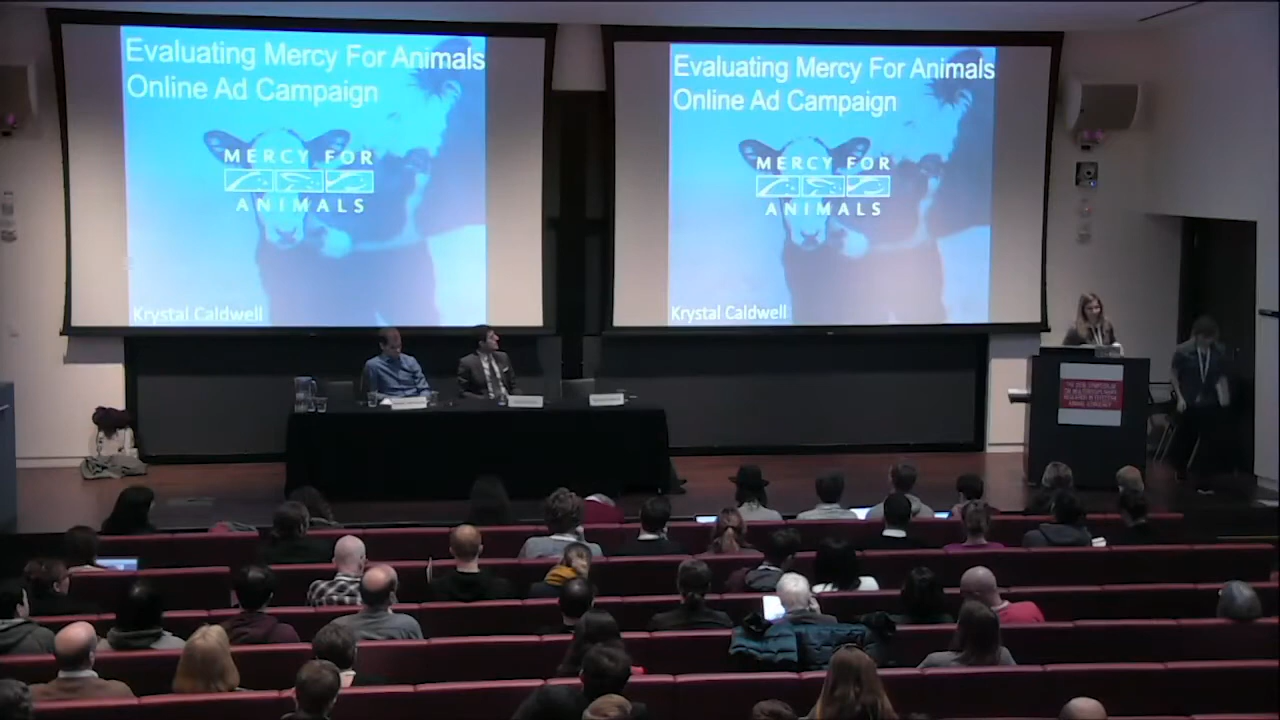 Evaluating Mercy For Animals
Online Ad Campaign
MERCY FOR
ANIMALS
Krystal Caldwell
Evaluating Mercy For Animals
Online Ad Campaign
MERCY FOR
ANIMALS
Krystal Caldwell